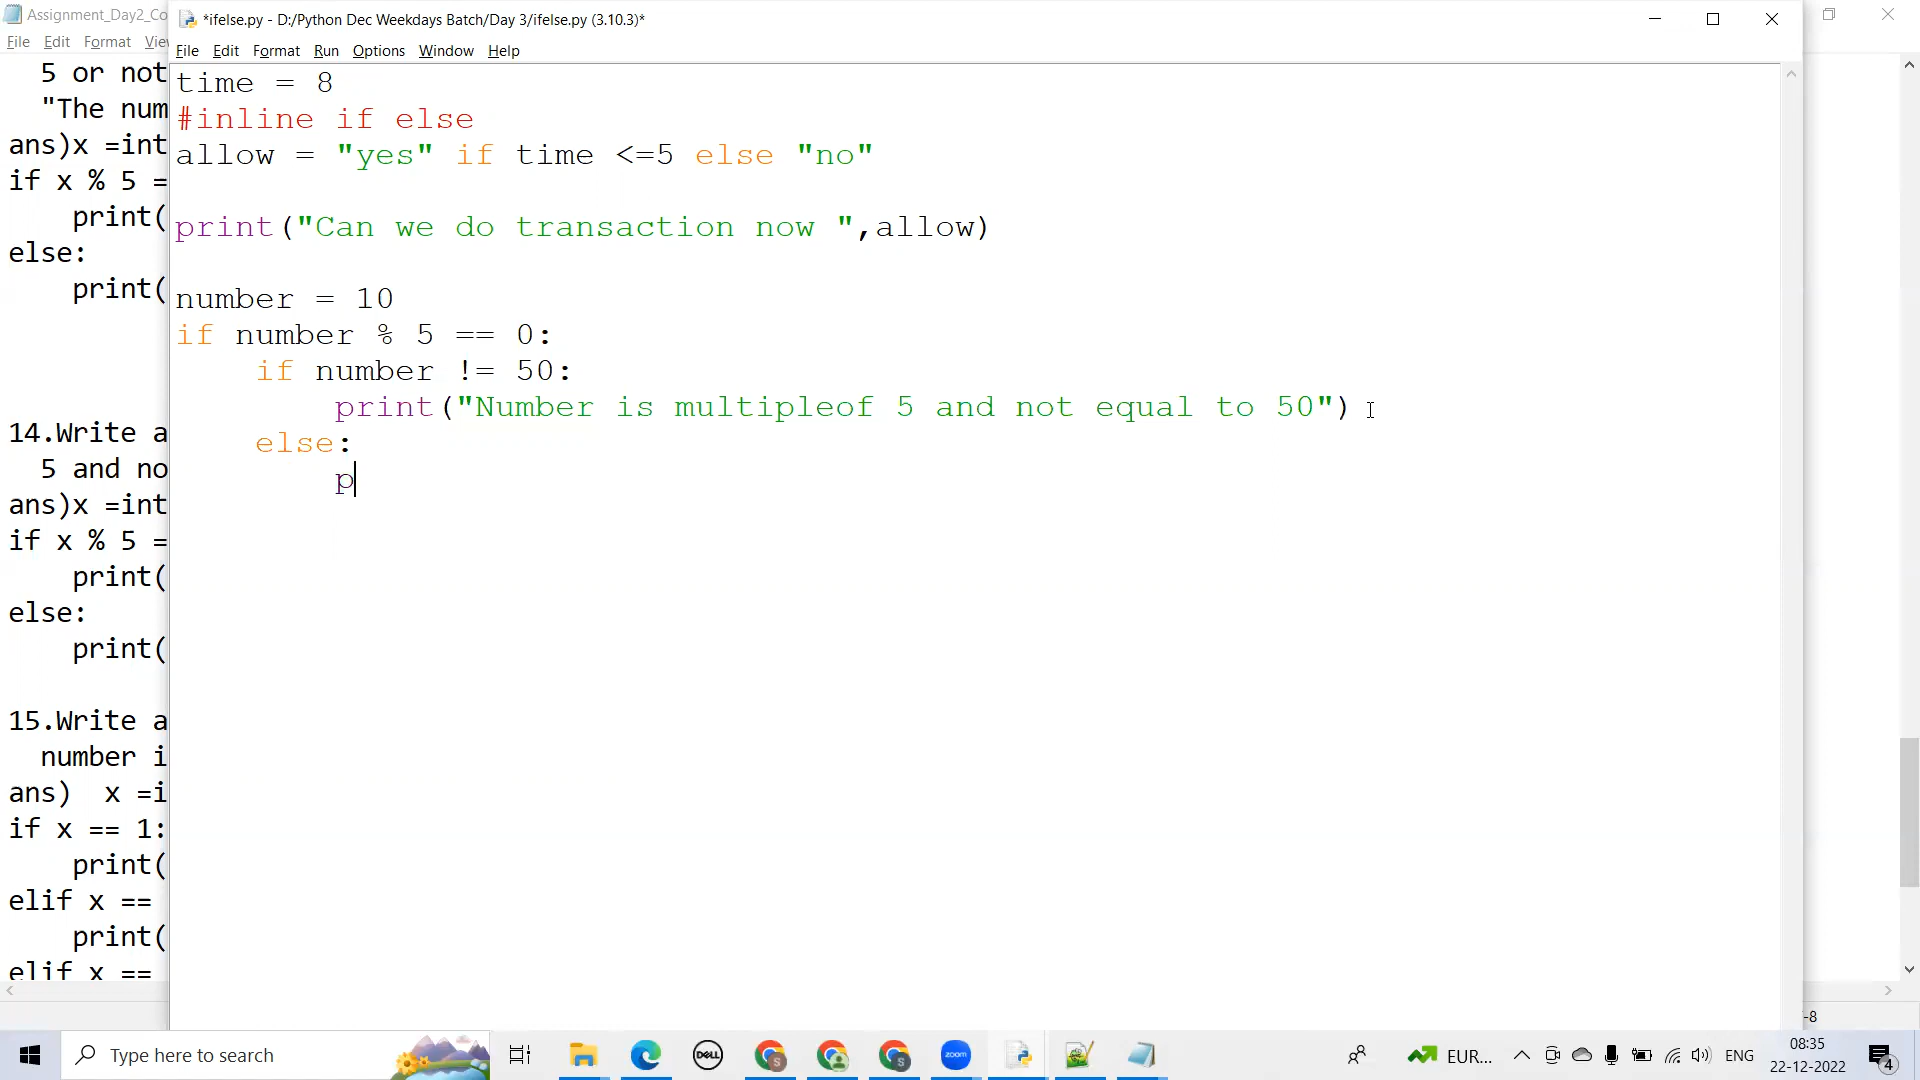 Assignment_Day2_Co
File Edit Format Vie
5 or not
"The num
ans)x =int
if x % 5 =
print(
else:
print(
14.Write a
5 and no
ans)x =int
if x % 5 =
print(
else:
print(
15.Write a
number i
ans) x =i
if x == 1:
print(
elif x ==
print(
elif x ==
*ifelse.py - D:/Python Dec Weekdays Batch/Day 3/ifelse.py (3.10.3)*
File Edit Format Run Options Window Help
time = 8
#inline if else
allow = "yes" if time <=5 else "no"
print("Can we do transaction now ",allow)
number = 10
if number % 5 == 0:
if number != 50:
print("Number is multipleof 5 and not equal to 50")
else:
p
-8
Type here to search
DELL
S
S
zoom
EUR...
ENG
08:35
22-12-2022
4